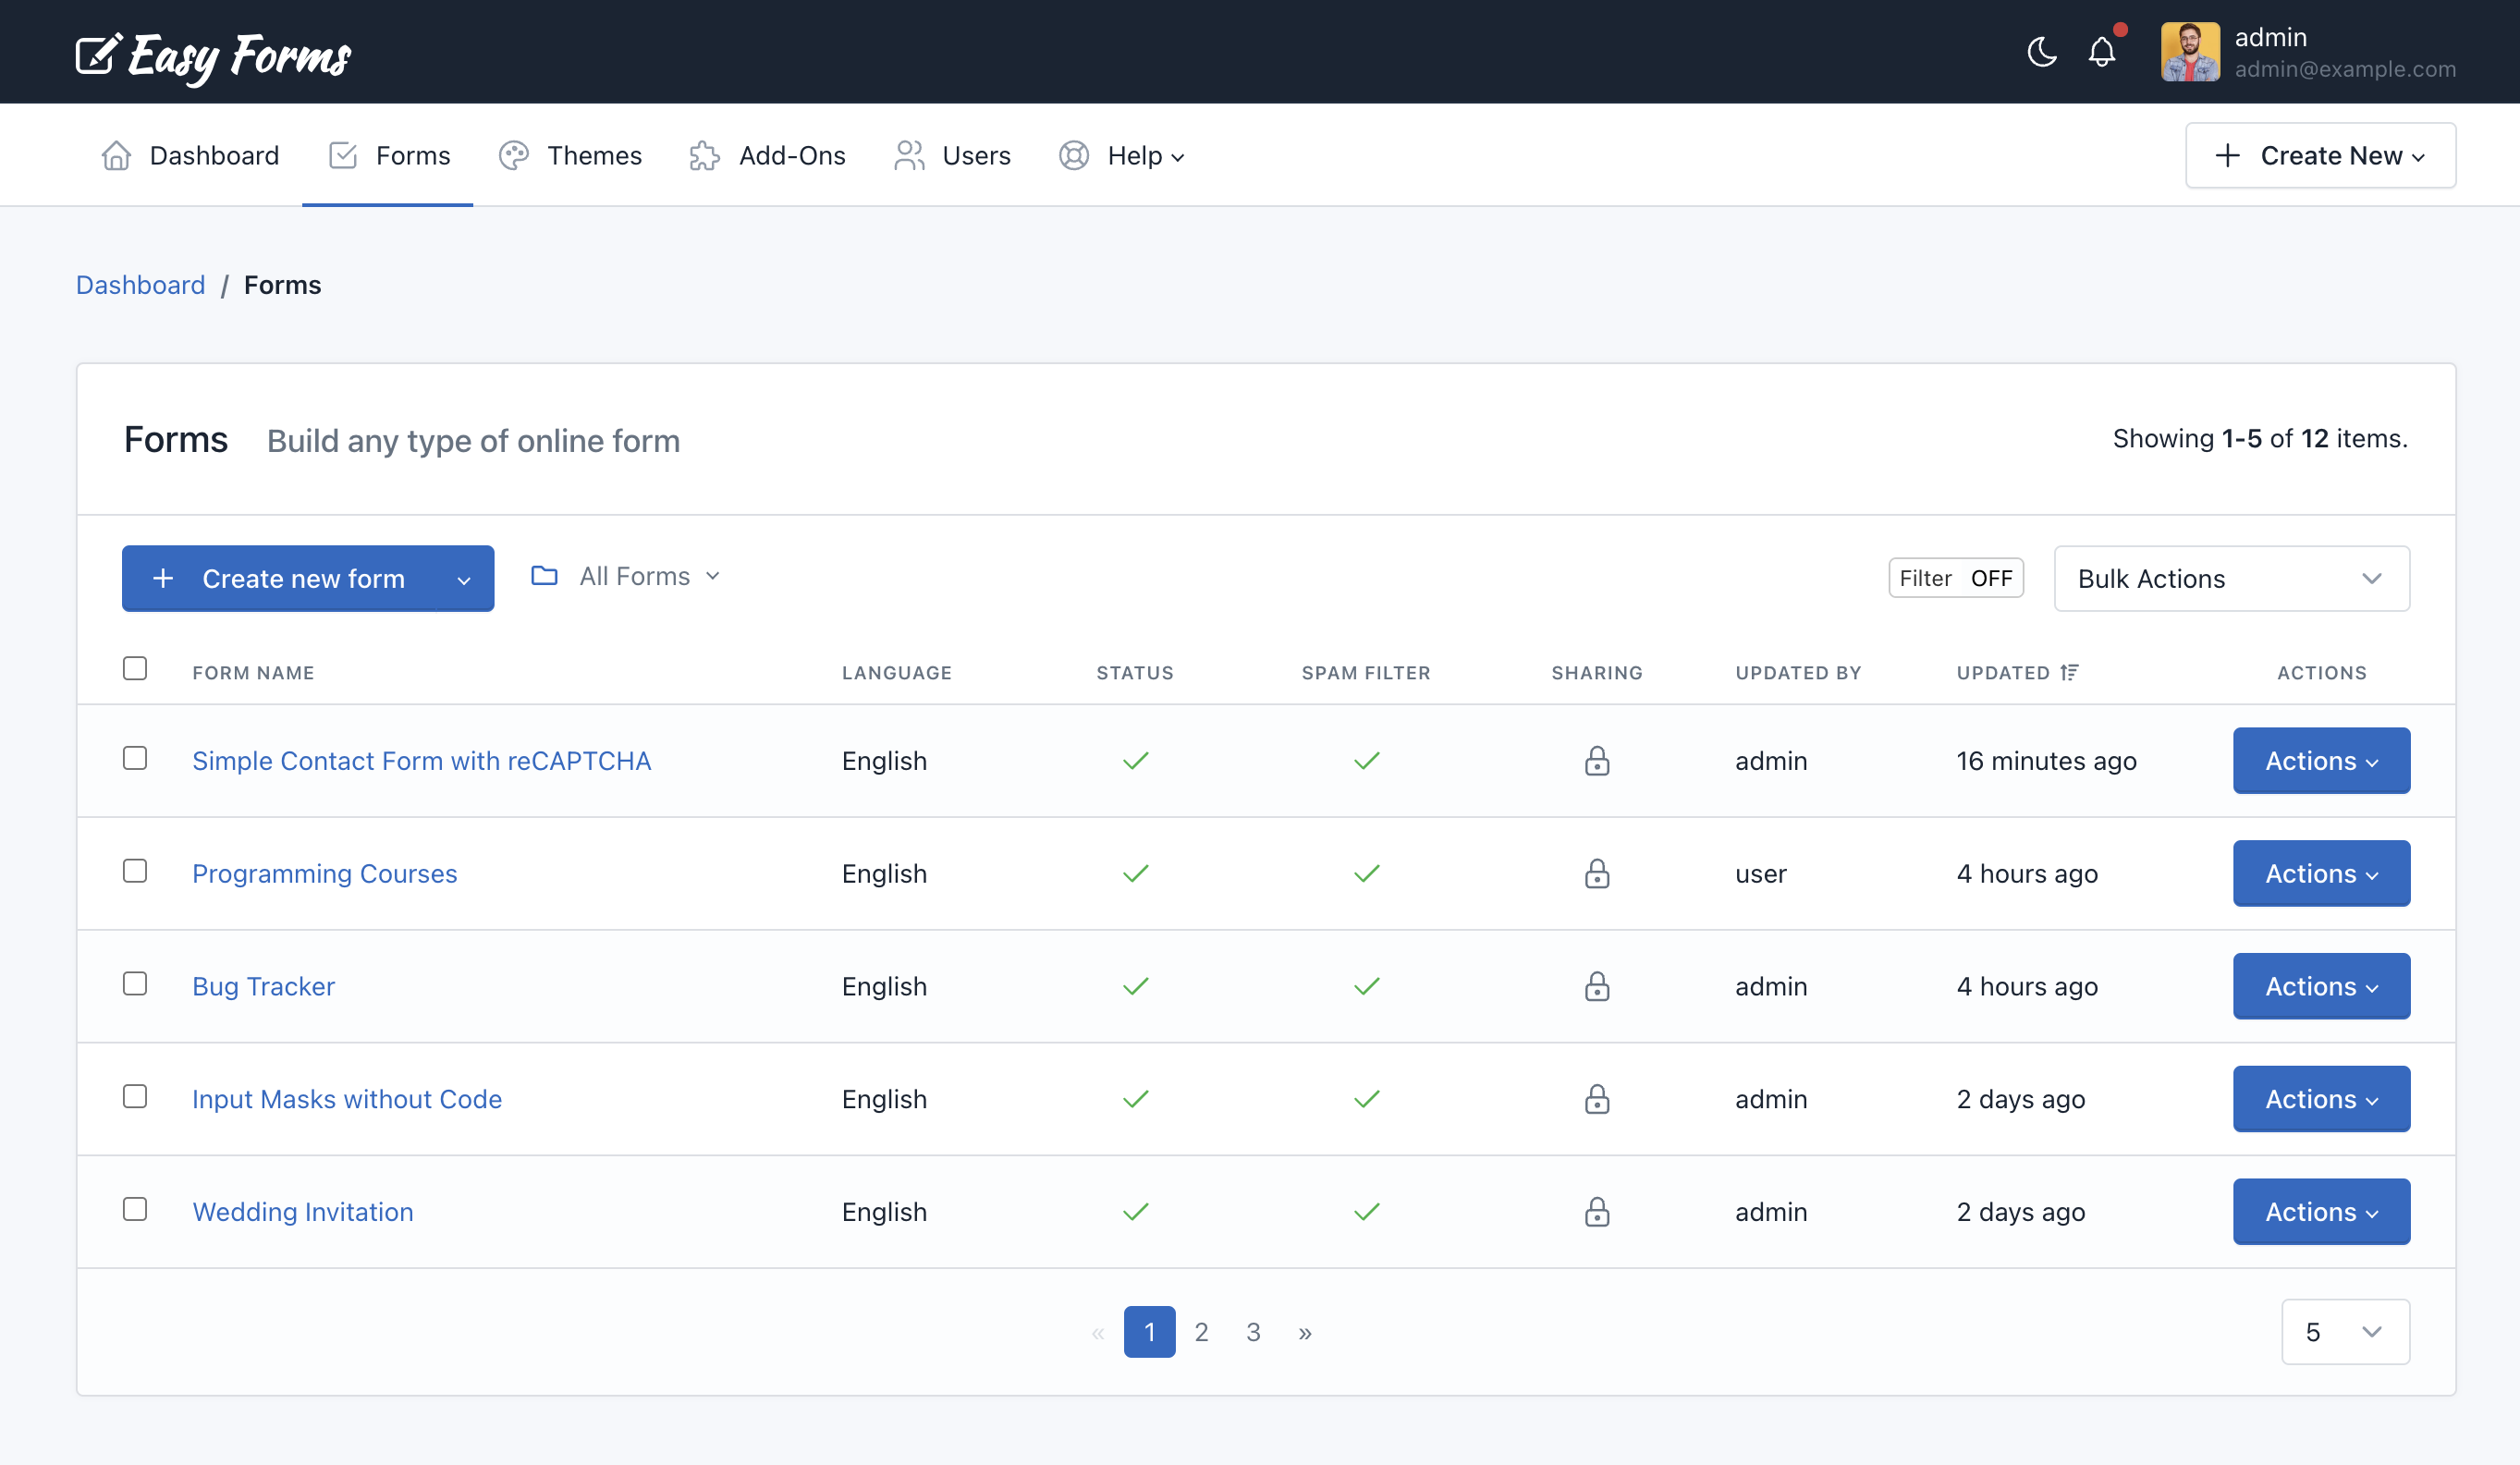 Easy Forms
admin
admin@example.com
Dashboard Forms Themes Add-Ons Users Help
Create New
Dashboard / Forms
Forms Build any type of online form
Showing 1-5 of 12 items.
+ Create new form All Forms
Filter OFF Bulk Actions
FORM NAME LANGUAGE STATUS SPAM FILTER SHARING UPDATED BY UPDATED ACTIONS
Simple Contact Form with reCAPTCHA English admin 16 minutes ago Actions
Programming Courses English user 4 hours ago Actions
Bug Tracker English admin 4 hours ago Actions
Input Masks without Code English admin 2 days ago Actions
Wedding Invitation English admin 2 days ago Actions
« 1 2 3 » 5